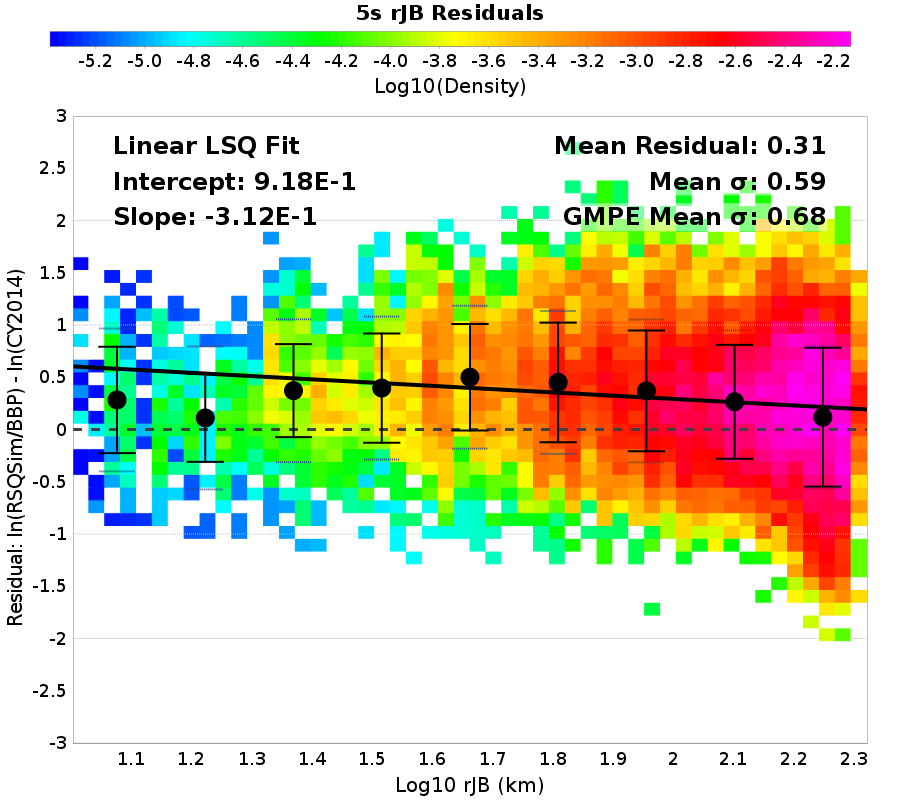 5s rJB Residuals
-5.2 -5.0 -4.8 -4.6 -4.4 -4.2 -4.0 -3.8 -3.6 -3.4 -3.2 -3.0 -2.8 -2.6 -2.4 -2.2
Log10(Density)
Linear LSQ Fit
Intercept: 9.18E-1
Slope: -3.12E-1
Mean Residual: 0.31
Mean σ: 0.59
GMPE Mean σ: 0.68
Residual: ln(RSQSim/BBP) - ln(CY2014)
3
2.5
2
1.5
1
0.5
0
-0.5
-1
-1.5
-2
-2.5
-3
1.1 1.2 1.3 1.4 1.5 1.6 1.7 1.8 1.9 2 2.1 2.2 2.3
Log10 rJB (km)